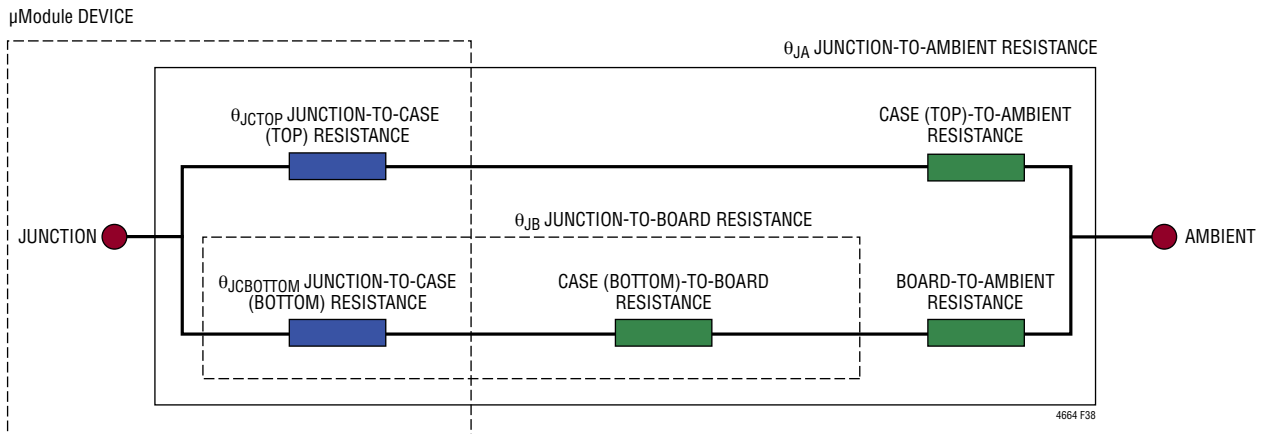 µModule DEVICE
θJA JUNCTION-TO-AMBIENT RESISTANCE
θJCTOP JUNCTION-TO-CASE
(TOP) RESISTANCE
CASE (TOP)-TO-AMBIENT
RESISTANCE
θJB JUNCTION-TO-BOARD RESISTANCE
JUNCTION
AMBIENT
θJCBOTTOM JUNCTION-TO-CASE
(BOTTOM) RESISTANCE
CASE (BOTTOM)-TO-BOARD
RESISTANCE
BOARD-TO-AMBIENT
RESISTANCE
4664 F38